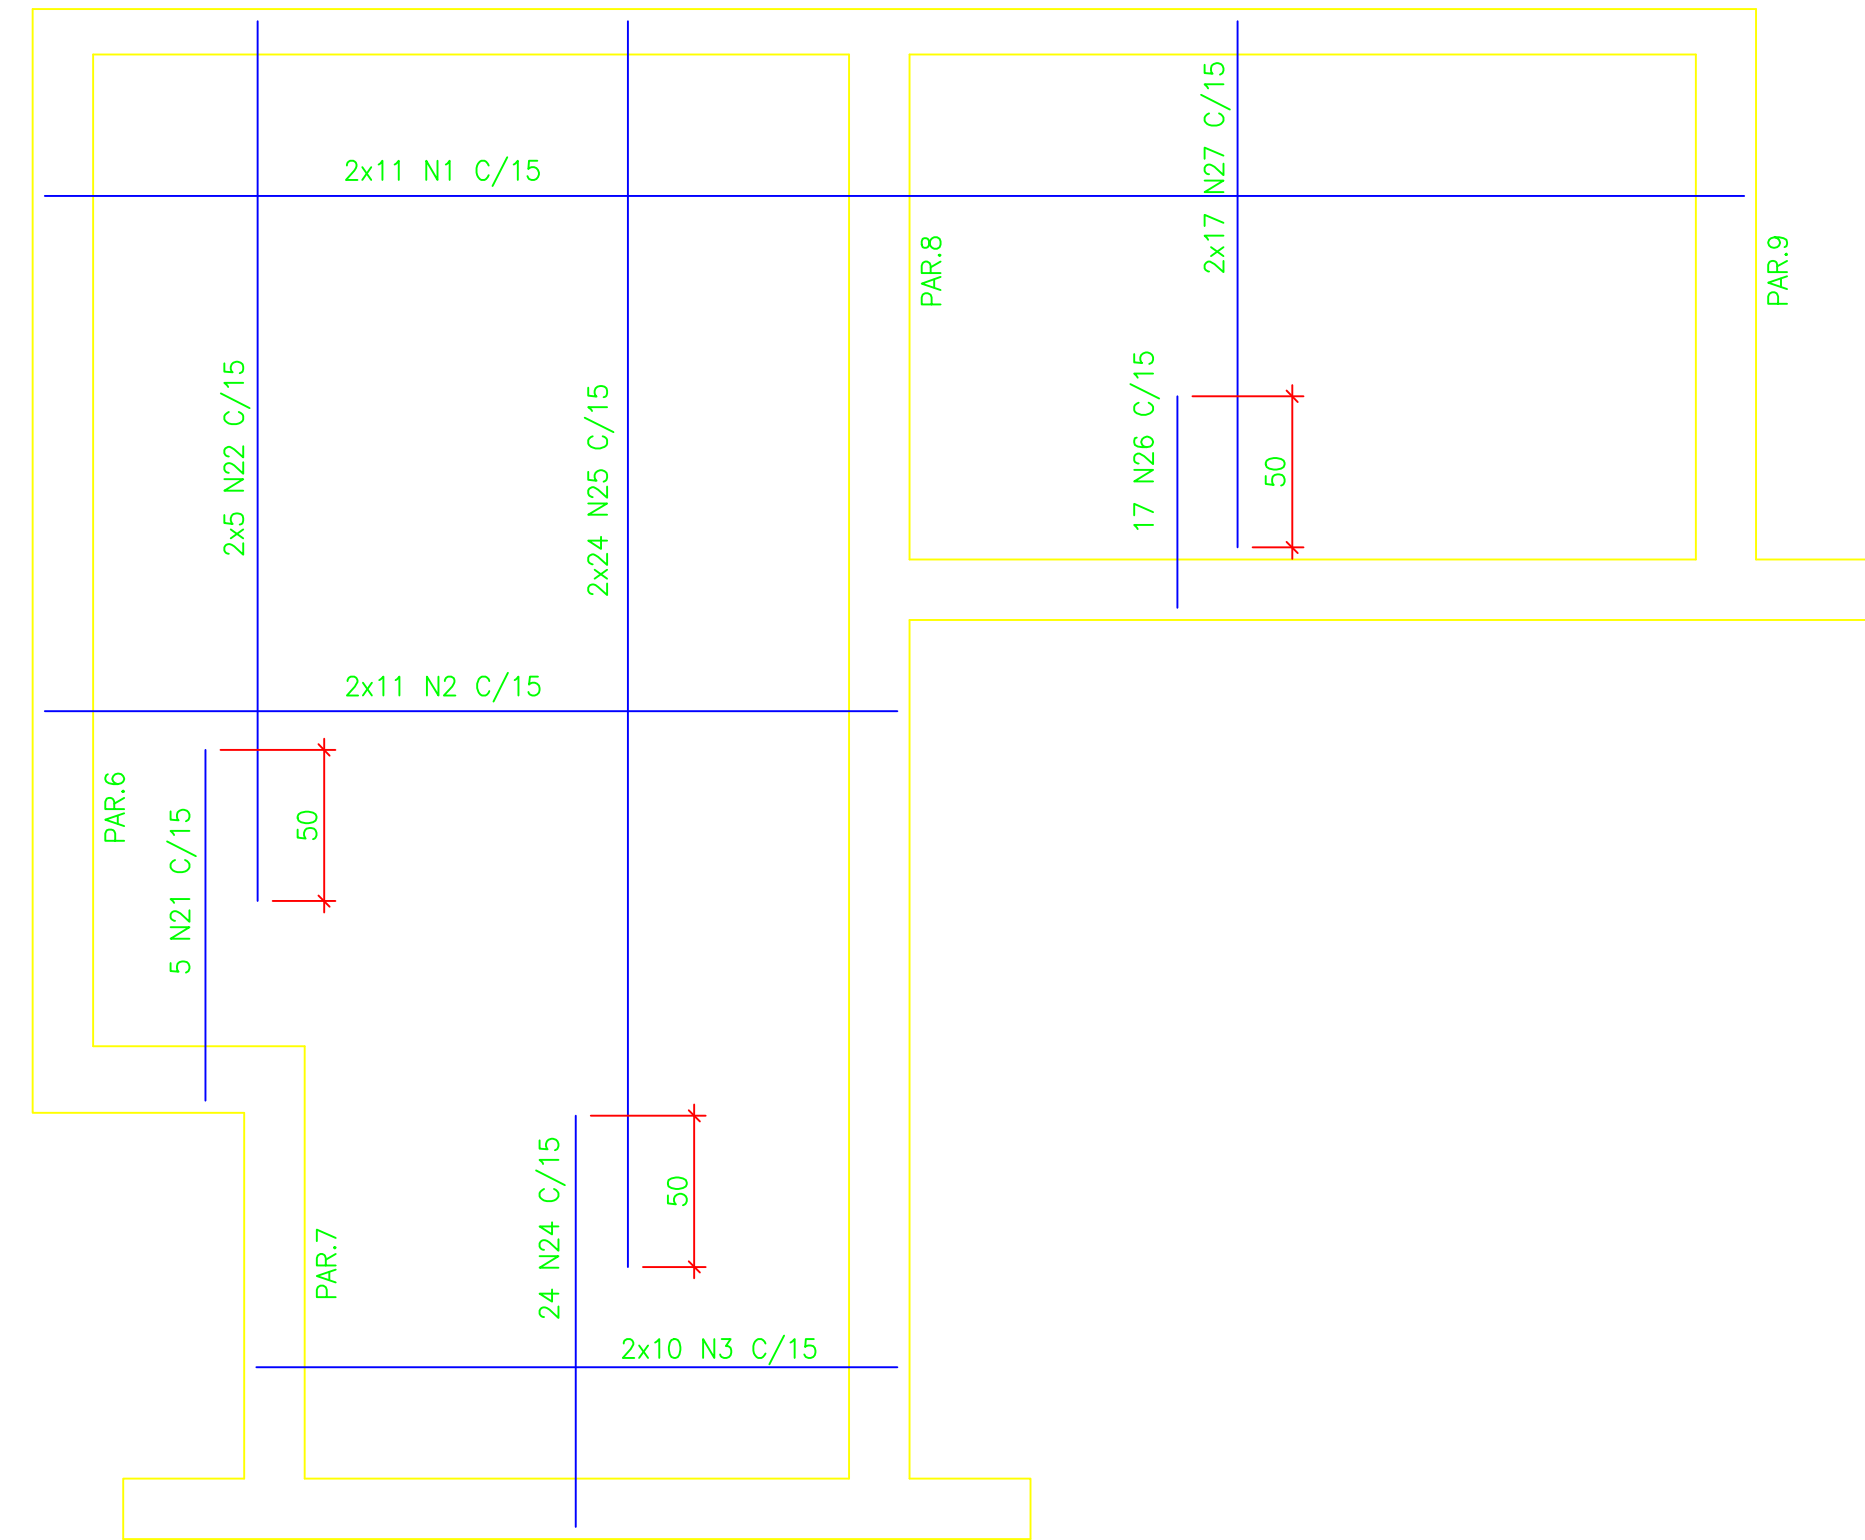 2x11 N1 C/15
2x17 N27 C/15
PAR.8
PAR.9
2x5 N22 C/15
2x24 N25 C/15
17 N26 C/15
50
2x11 N2 C/15
PAR.6
5 N21 C/15
50
24 N24 C/15
50
PAR.7
2x10 N3 C/15